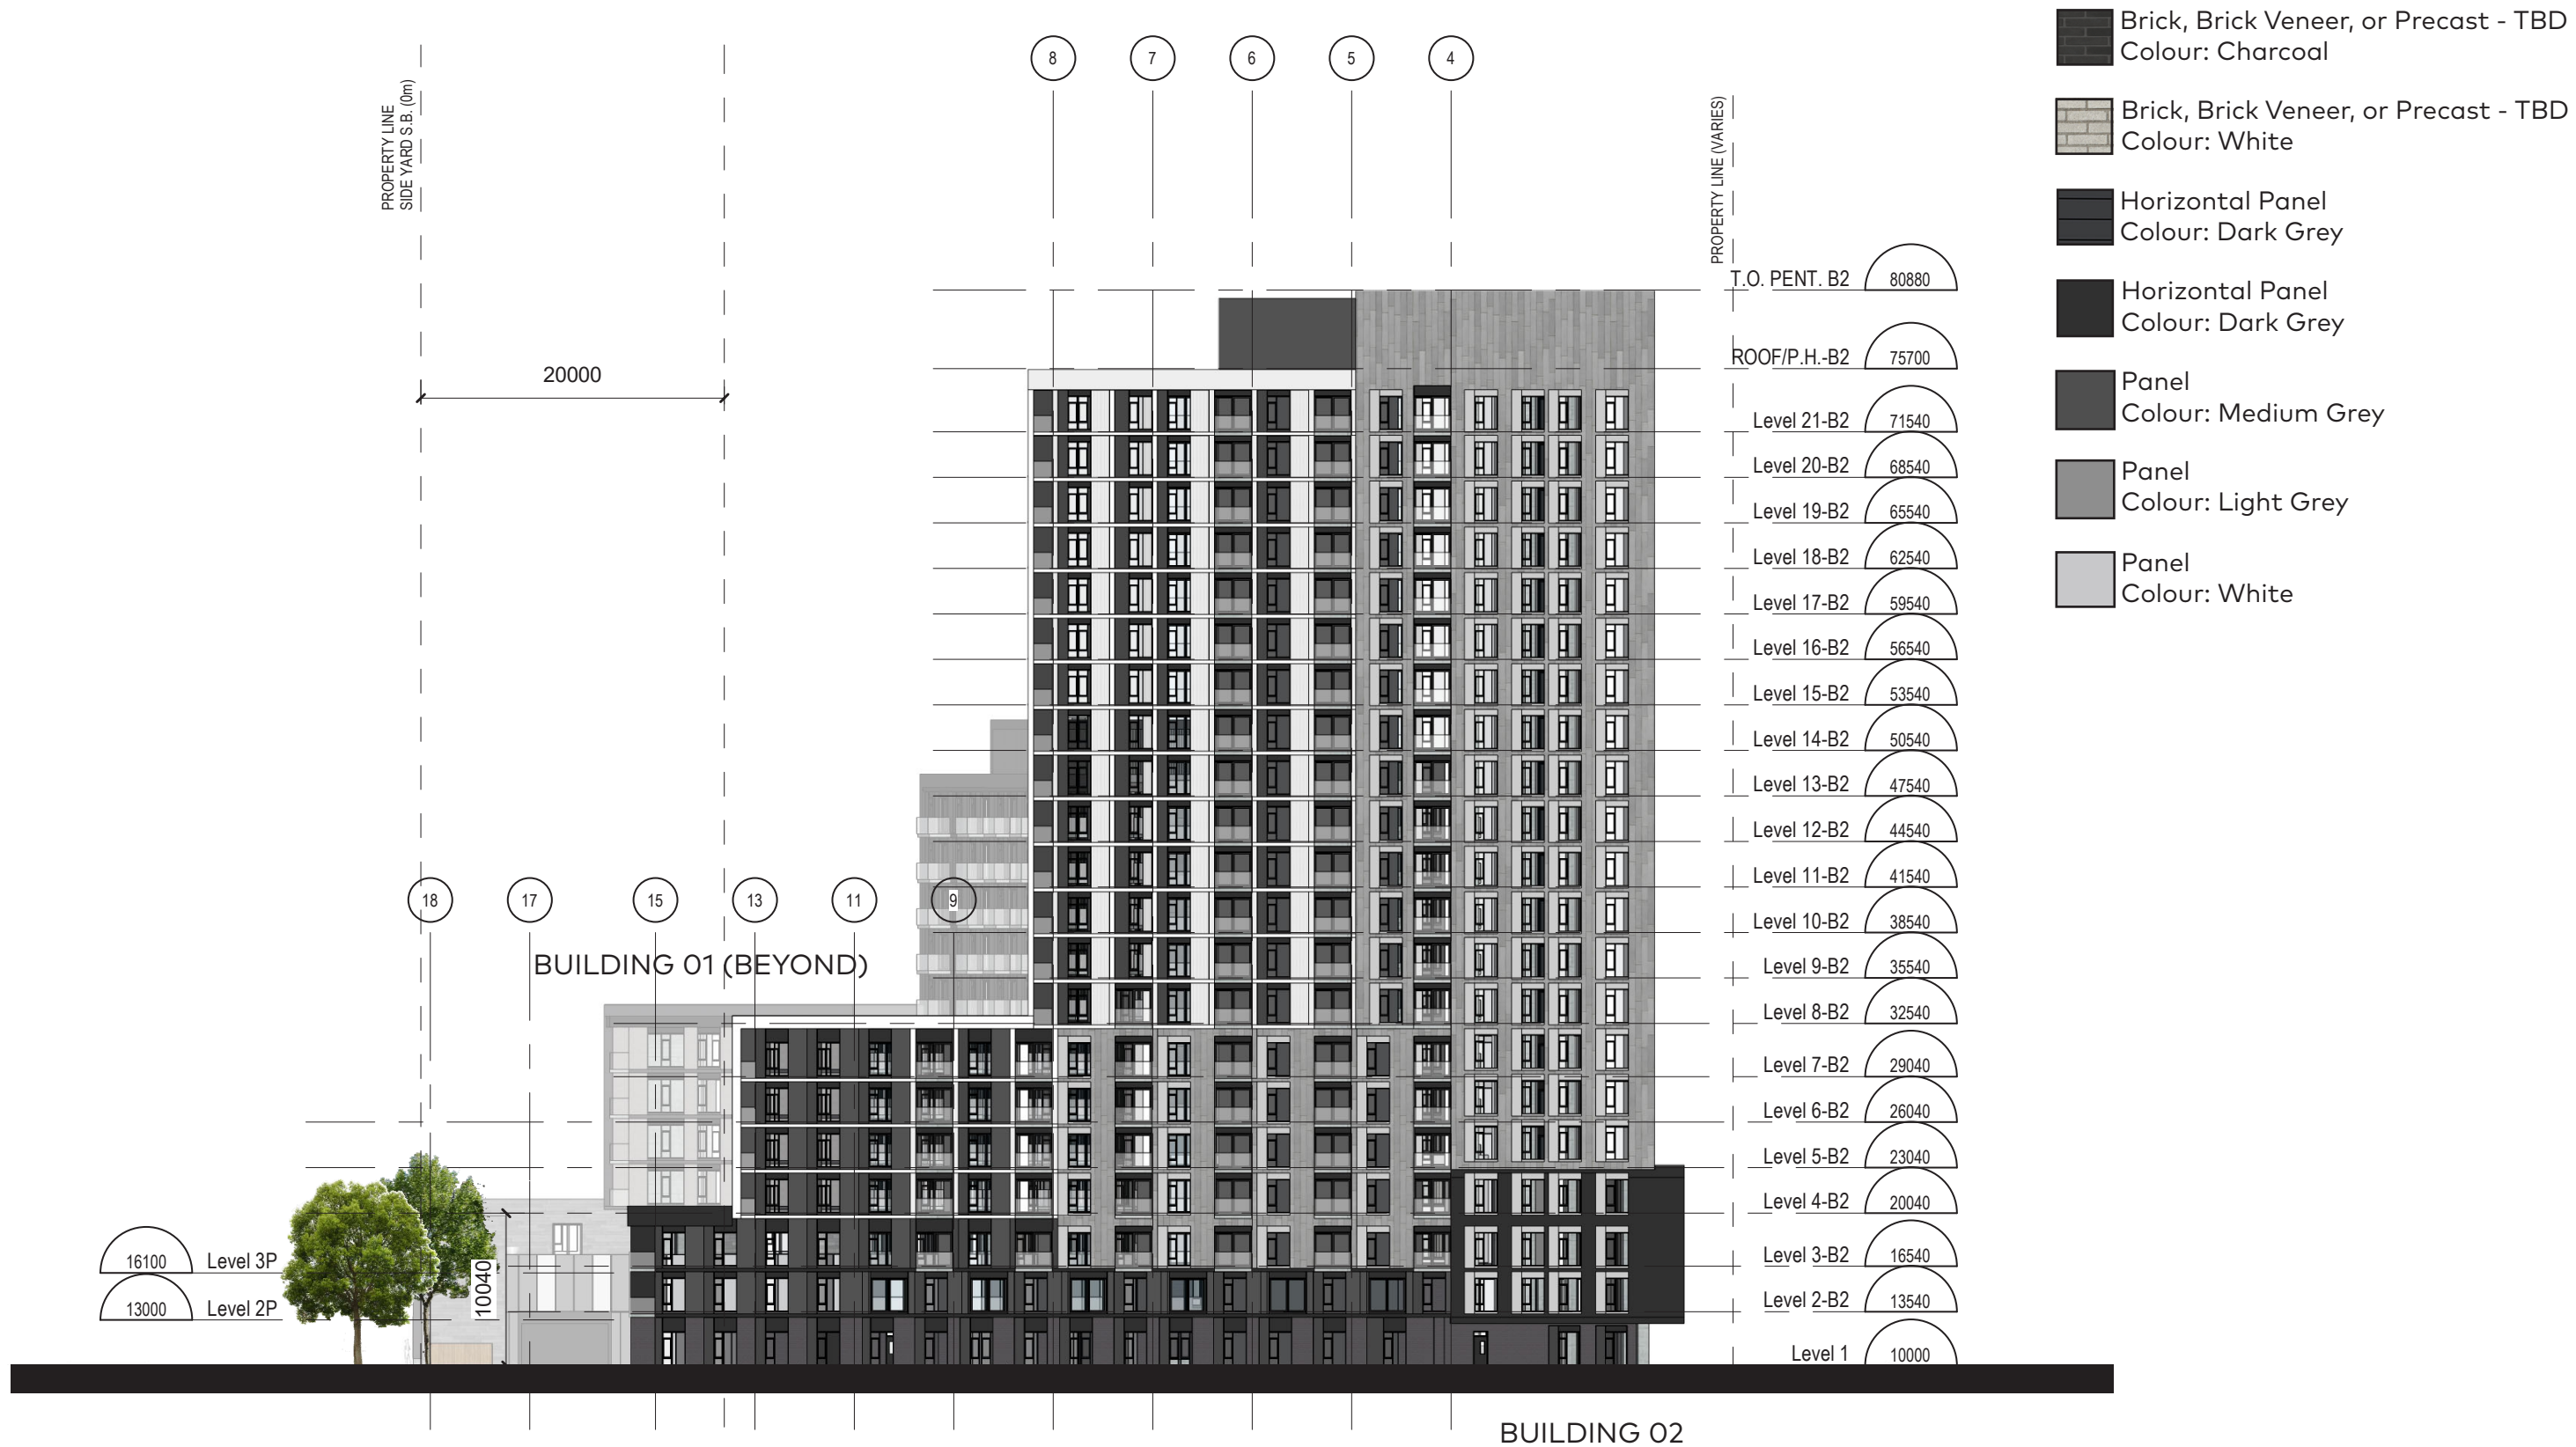 Brick, Brick Veneer, or Precast - TBD
Colour: Charcoal
Brick, Brick Veneer, or Precast - TBD
Colour: White
Horizontal Panel
Colour: Dark Grey
Horizontal Panel
Colour: Dark Grey
Panel
Colour: Medium Grey
Panel
Colour: Light Grey
Panel
Colour: White
8 7 6 5 4
PROPERTY LINE
SIDE YARD S.B. (0m)
PROPERTY LINE (VARIES)
20000
T.O. PENT. B2 80880
ROOF/P.H.-B2 75700
Level 21-B2 71540
Level 20-B2 68540
Level 19-B2 65540
Level 18-B2 62540
Level 17-B2 59540
Level 16-B2 56540
Level 15-B2 53540
Level 14-B2 50540
Level 13-B2 47540
Level 12-B2 44540
Level 11-B2 41540
Level 10-B2 38540
Level 9-B2 35540
Level 8-B2 32540
Level 7-B2 29040
Level 6-B2 26040
Level 5-B2 23040
Level 4-B2 20040
Level 3-B2 16540
Level 2-B2 13540
Level 1 10000
18 17 15 13 11 9
BUILDING 01 (BEYOND)
16100 Level 3P
13000 Level 2P
10040
BUILDING 02